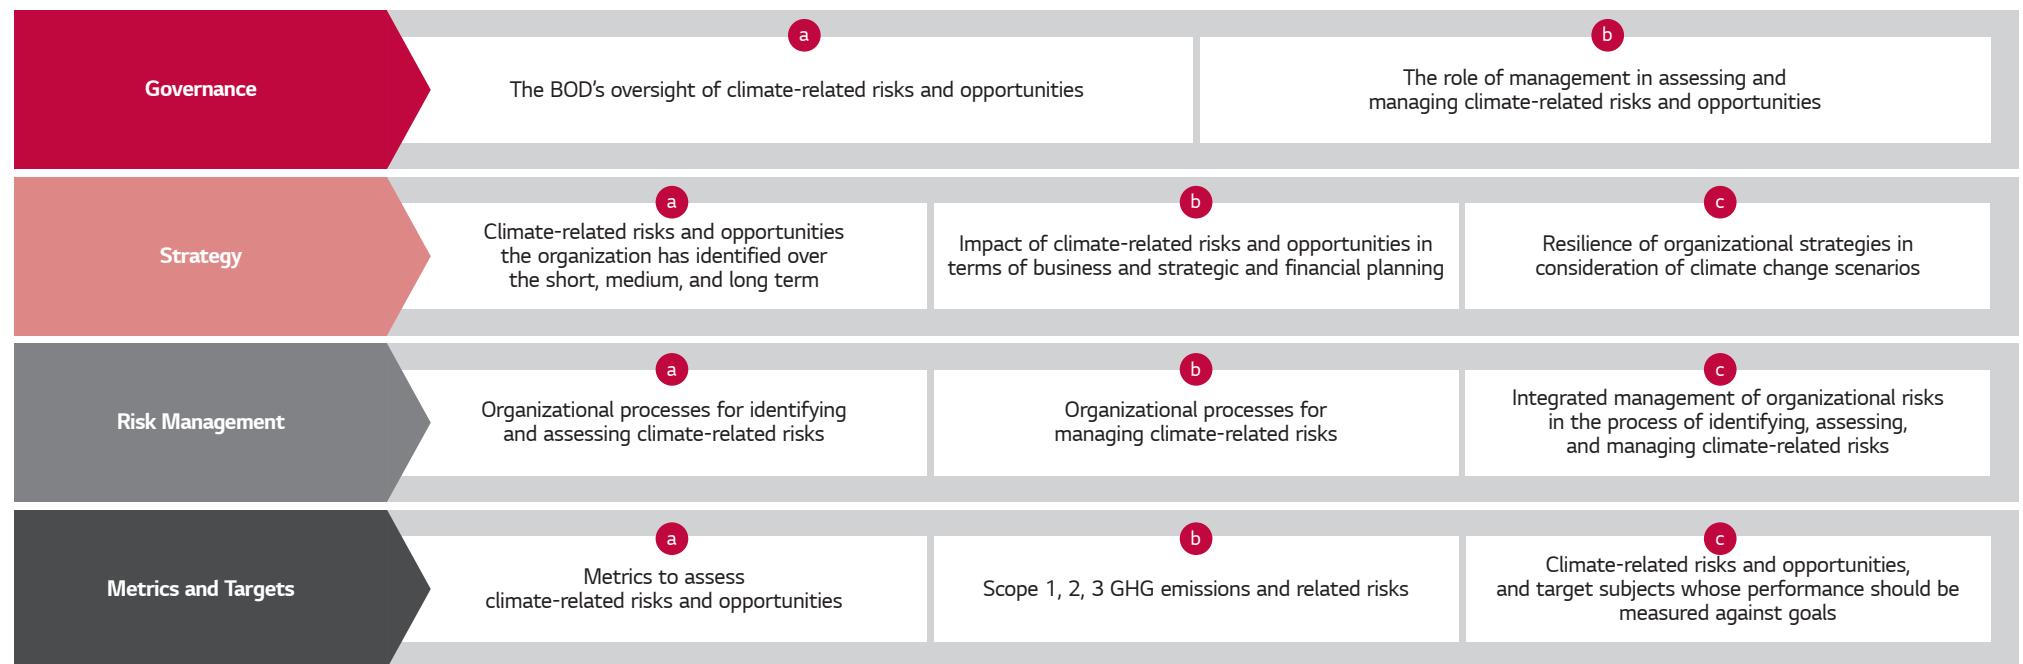 Governance
a
The BOD's oversight of climate-related risks and opportunities
b
The role of management in assessing and
managing climate-related risks and opportunities
Strategy
a
Climate-related risks and opportunities
the organization has identified over
the short, medium, and long term
b
Impact of climate-related risks and opportunities in
terms of business and strategic and financial planning
c
Resilience of organizational strategies in
consideration of climate change scenarios
Risk Management
a
Organizational processes for identifying
and assessing climate-related risks
b
Organizational processes for
managing climate-related risks
c
Integrated management of organizational risks
in the process of identifying, assessing,
and managing climate-related risks
Metrics and Targets
a
Metrics to assess
climate-related risks and opportunities
b
Scope 1, 2, 3 GHG emissions and related risks
c
Climate-related risks and opportunities,
and target subjects whose performance should be
measured against goals